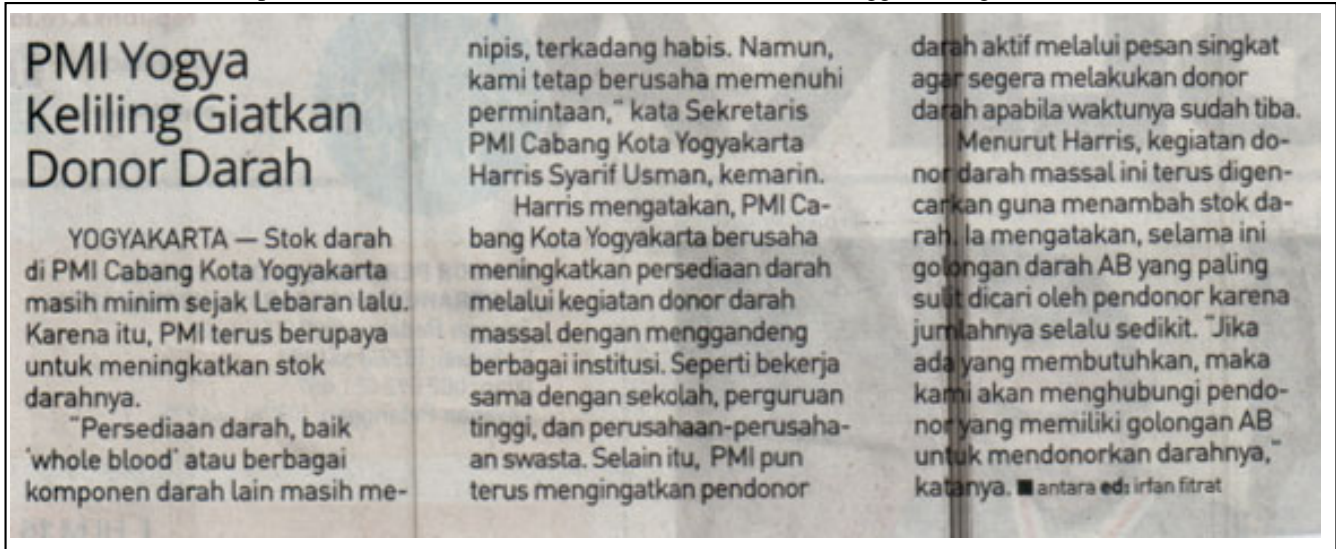 PMI Yogya
Keliling Giatkan
Donor Darah
YOGYAKARTA — Stok darah
di PMI Cabang Kota Yogyakarta
masih minim sejak Lebaran lalu.
Karena itu, PMI terus berupaya
untuk meningkatkan stok
darahnya.
"Persediaan darah, baik
'whole blood' atau berbagai
komponen darah lain masih me-
nipis, terkadang habis. Namun,
kami tetap berusaha memenuhi
permintaan," kata Sekretaris
PMI Cabang Kota Yogyakarta
Harris Syarif Usman, kemarin.
Harris mengatakan, PMI Ca-
bang Kota Yogyakarta berusaha
meningkatkan persediaan darah
melalui kegiatan donor darah
massal dengan menggandeng
berbagai institusi. Seperti bekerja
sama dengan sekolah, perguruan
tinggi, dan perusahaan-perusaha-
an swasta. Selain itu, PMI pun
terus mengingatkan pendonor
darah aktif melalui pesan singkat
agar segera melakukan donor
darah apabila waktunya sudah tiba.
Menurut Harris, kegiatan do-
nor darah massal ini terus digen-
carkan guna menambah stok da-
rah. Ia mengatakan, selama ini
golongan darah AB yang paling
sulit dicari oleh pendonor karena
jumlahnya selalu sedikit. "Jika
ada yang membutuhkan, maka
kami akan menghubungi pendo-
nor yang memiliki golongan AB
untuk mendonorkan darahnya,"
katanya. ■ antara ed: irfan fitrat